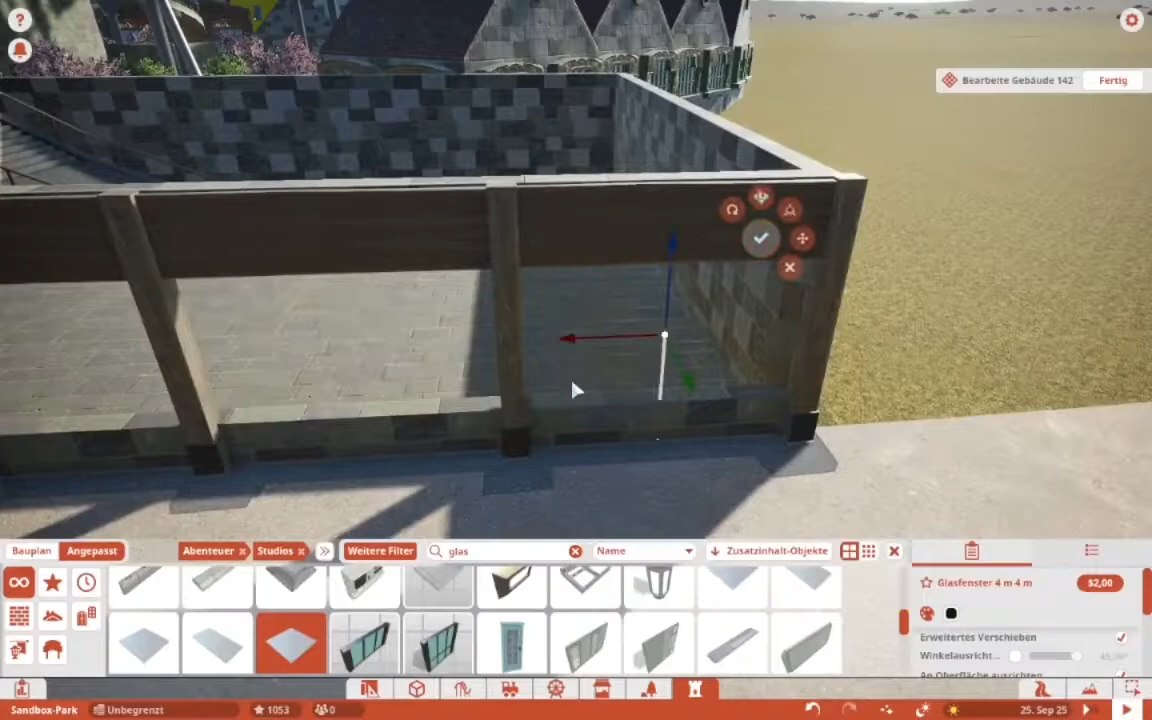 ?
Bearbeite Gebäude 142
Fertig
Bauplan
Angepasst
Abenteuer
Studios
Weitere Filter
glas
Name
Zusatzinhalt-Objekte
Glasfenster 4 m 4 m
$2,00
Erweitertes Verschieben
Winkelausricht...
An Oberfläche ausrichten
Sandbox-Park
Unbegrenzt
1053
0
25. Sep 25